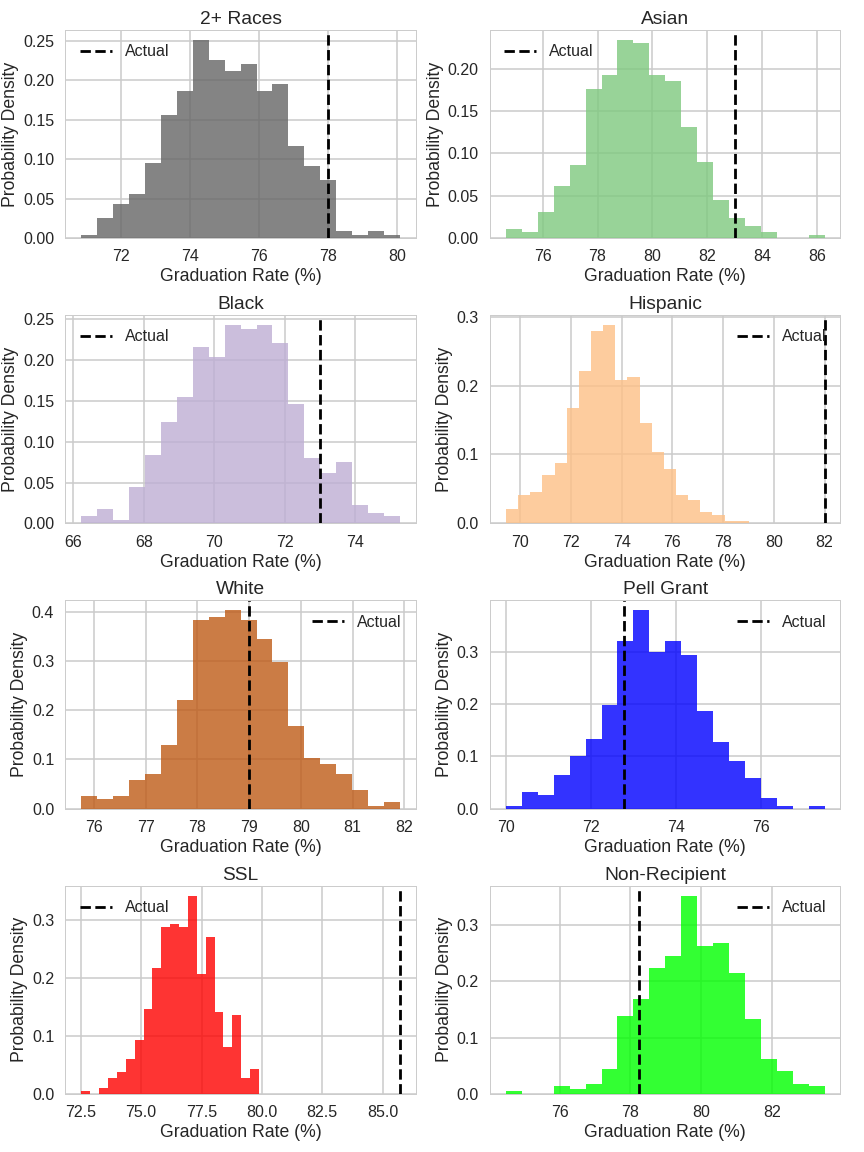 2+ Races
Probability Density
0.25
0.20
0.15
0.10
0.05
0.00
Actual
72 74 76 78 80
Graduation Rate (%)
Asian
Probability Density
0.20
0.15
0.10
0.05
0.00
Actual
76 78 80 82 84 86
Graduation Rate (%)
Black
Probability Density
0.25
0.20
0.15
0.10
0.05
0.00
Actual
66 68 70 72 74
Graduation Rate (%)
Hispanic
Probability Density
0.3
0.2
0.1
0.0
Actual
70 72 74 76 78 80 82
Graduation Rate (%)
White
Probability Density
0.4
0.3
0.2
0.1
0.0
Actual
76 77 78 79 80 81 82
Graduation Rate (%)
Pell Grant
Probability Density
0.3
0.2
0.1
0.0
Actual
70 72 74 76
Graduation Rate (%)
SSL
Probability Density
0.3
0.2
0.1
0.0
Actual
72.5 75.0 77.5 80.0 82.5 85.0
Graduation Rate (%)
Non-Recipient
Probability Density
0.3
0.2
0.1
0.0
Actual
76 78 80 82
Graduation Rate (%)